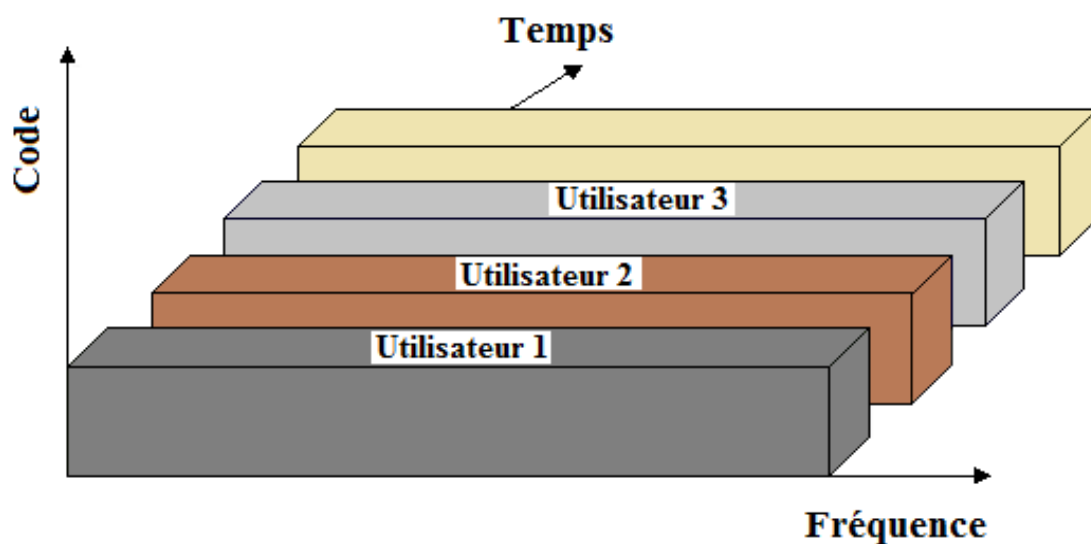 Temps
Code
Utilisateur 3
Utilisateur 2
Utilisateur 1
Fréquence